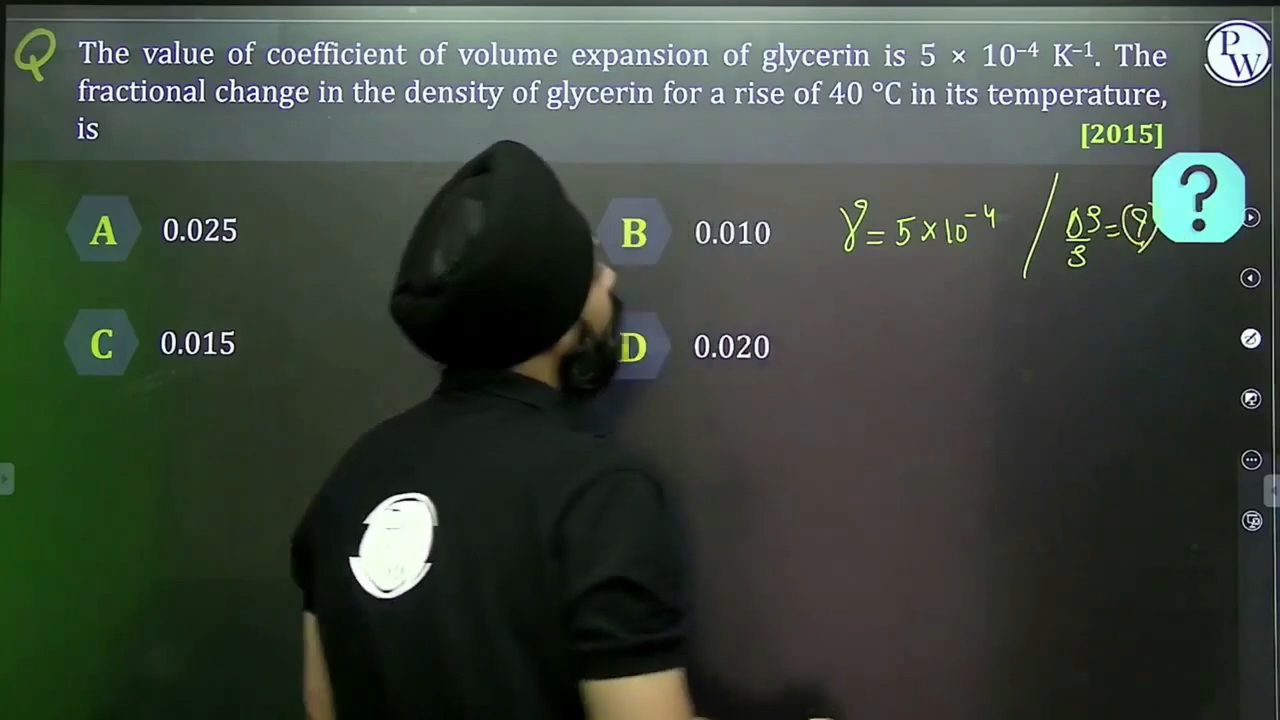 Q The value of coefficient of volume expansion of glycerin is 5 × 10⁻⁴ K⁻¹. The
fractional change in the density of glycerin for a rise of 40 °C in its temperature,
is [2015]
PW
A 0.025
B 0.010
γ = 5×10⁻⁴ / Δρ/ρ = (?)
?
C 0.015
D 0.020